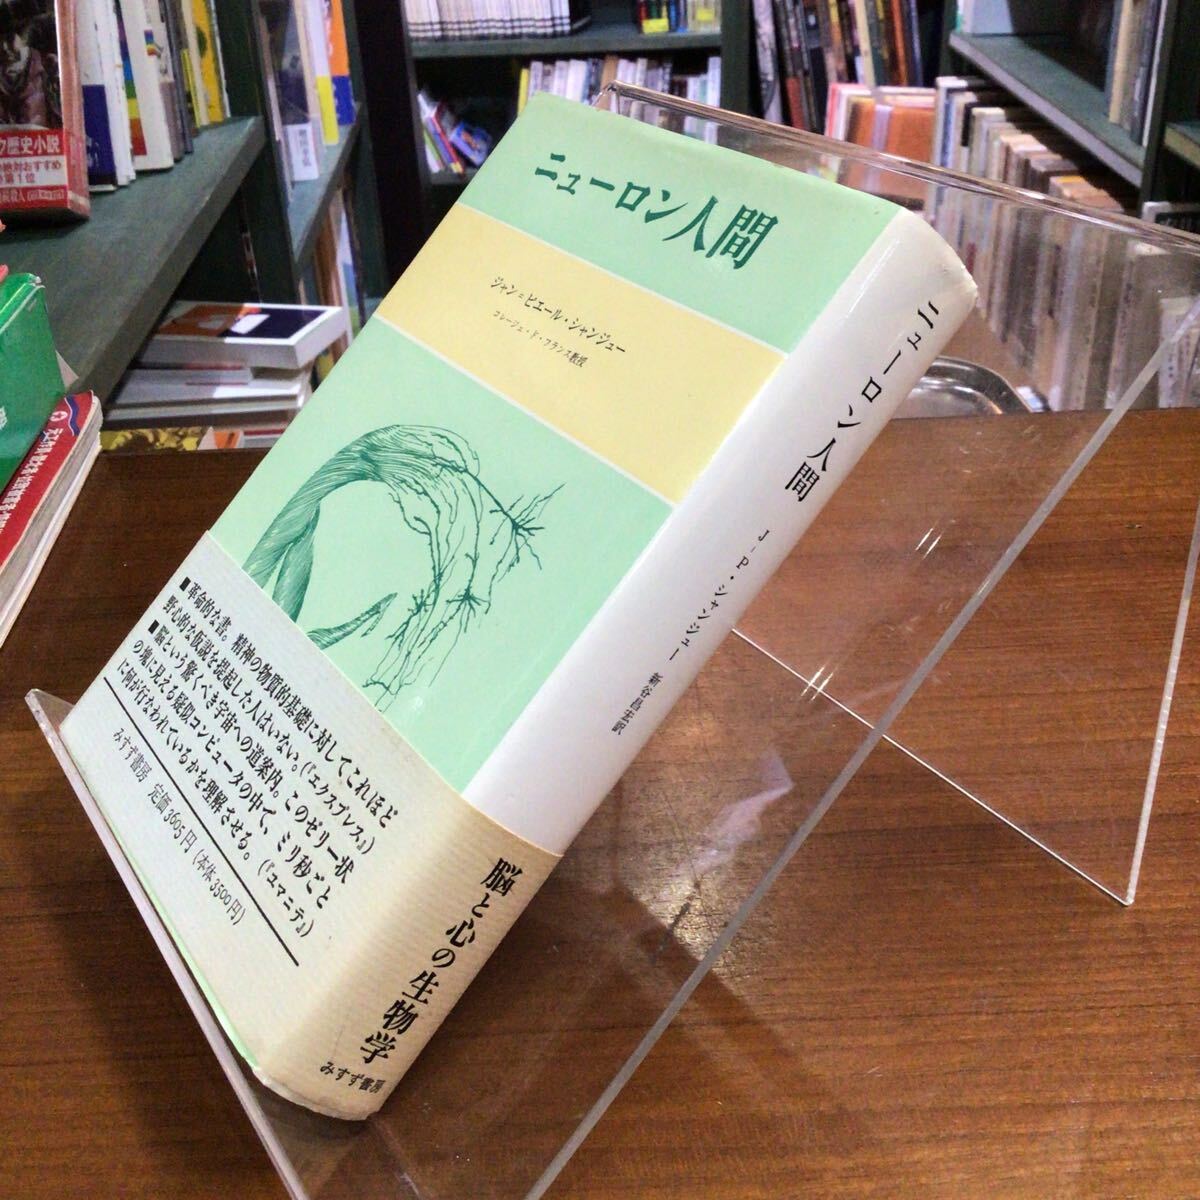 ニューロン人間
ジャン=ピエール・シャンジュー
コレージュ・ド・フランス教授
■革命的な書。精神の物質的基礎に対してこれほど
野心的な仮説を提起した人はいない。(『エクスプレス』)
■脳という驚くべき宇宙への道案内。このゼリー状
の塊に見える疑似コンピュータの中で、ミリ秒ごと
に何が行なわれているかを理解させる。(『ユマニテ』)
みすず書房 定価3605円(本体3500円)
ニューロン人間
J-P・シャンジュー
新谷昌宏訳
脳と心の生物学
みすず書房
ク歴史小説
第1位